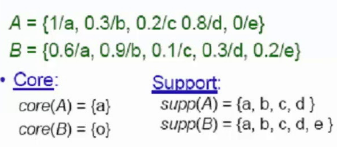 A = {1/a, 0.3/b, 0.2/c 0.8/d, 0/e}
B = {0.6/a, 0.9/b, 0.1/c, 0.3/d, 0.2/e}
• Core:
core(A) = {a}
core(B) = {o}
Support:
supp(A) = {a, b, c, d }
supp(B) = {a, b, c, d, e }